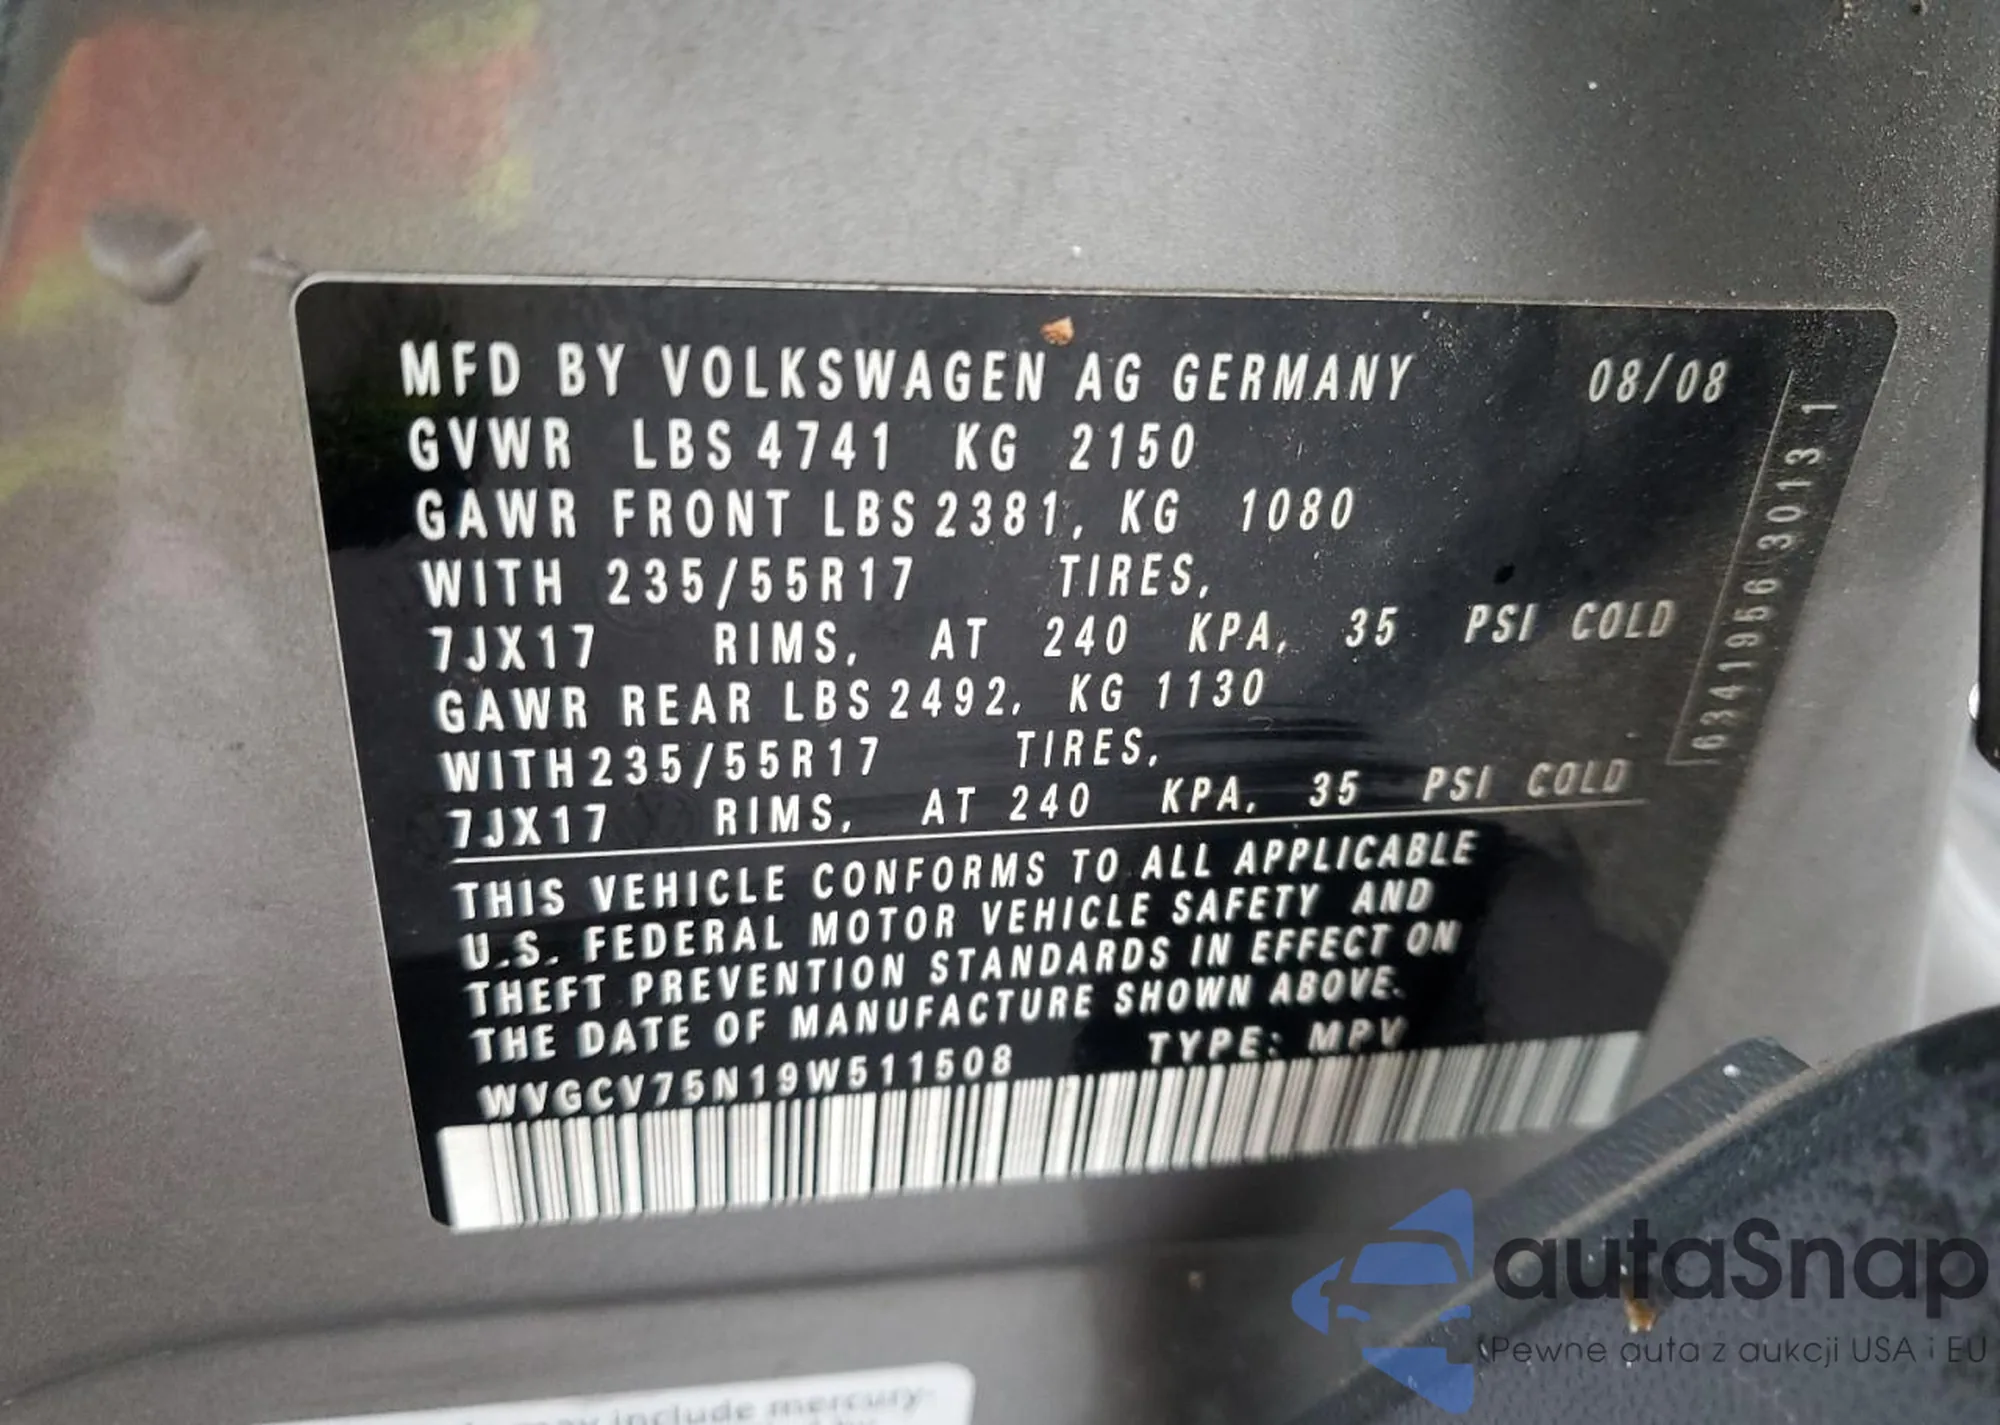 MFD BY VOLKSWAGEN AG GERMANY 08/08
GVWR LBS 4741 KG 2150
GAWR FRONT LBS 2381, KG 1080
WITH 235/55R17 TIRES,
7JX17 RIMS, AT 240 KPA, 35 PSI COLD
GAWR REAR LBS 2492, KG 1130
WITH 235/55R17 TIRES,
7JX17 RIMS, AT 240 KPA, 35 PSI COLD
THIS VEHICLE CONFORMS TO ALL APPLICABLE
U.S. FEDERAL MOTOR VEHICLE SAFETY AND
THEFT PREVENTION STANDARDS IN EFFECT ON
THE DATE OF MANUFACTURE SHOWN ABOVE.
WVGCV75N19W511508 TYPE: MPV
6341956 3013 1
may include mercury-
autaSnap
Pewne auta z aukcji USA i EU